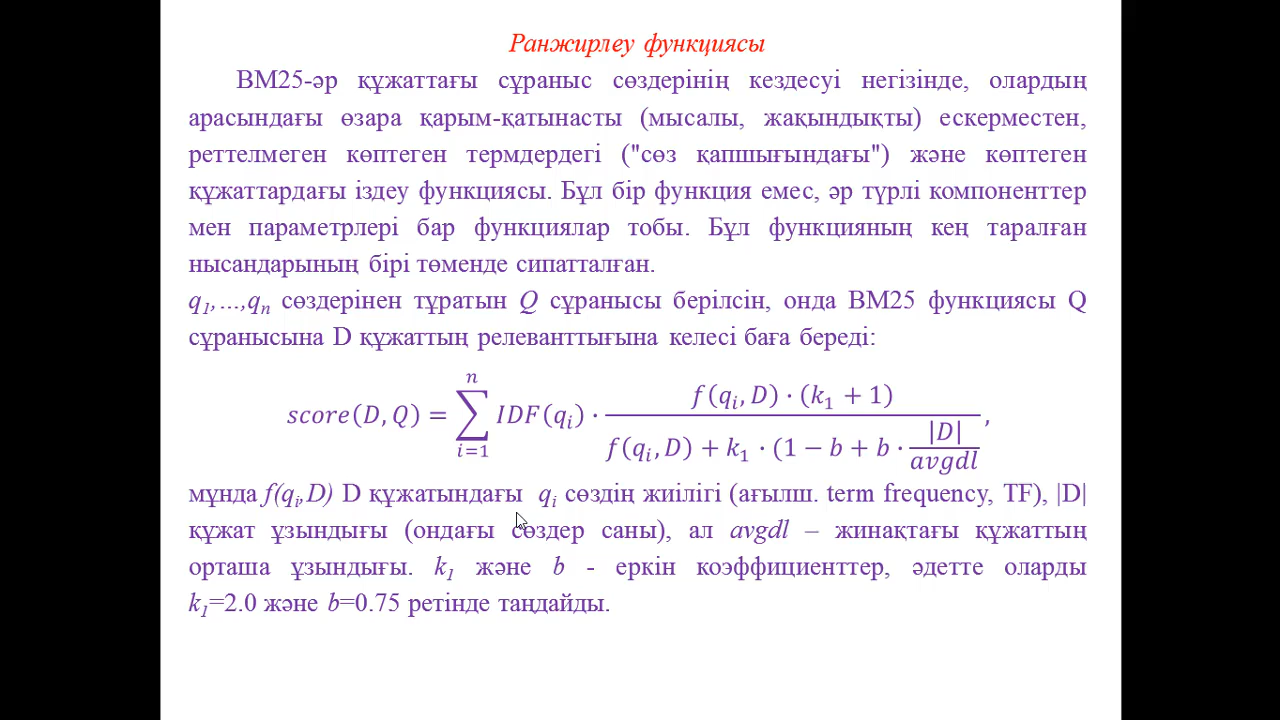 Ранжирлеу функциясы
BM25-әр құжаттағы сұраныс сөздерінің кездесуі негізінде, олардың
арасындағы өзара қарым-қатынасты (мысалы, жақындықты) ескерместен,
реттелмеген көптеген термдердегі ("сөз қапшығындағы") және көптеген
құжаттардағы іздеу функциясы. Бұл бір функция емес, әр түрлі компоненттер
мен параметрлері бар функциялар тобы. Бұл функцияның кең таралған
нысандарының бірі төменде сипатталған.
q₁,…,qₙ сөздерінен тұратын Q сұранысы берілсін, онда BM25 функциясы Q
сұранысына D құжаттың релеванттығына келесі баға береді:
score(D, Q) = ∑ᵢ₌₁ⁿ IDF(qᵢ) · f(qᵢ, D) · (k₁ + 1) / f(qᵢ, D) + k₁ · (1 − b + b · |D| / avgdl,
мұнда f(qᵢ,D) D құжатындағы qᵢ сөздің жиілігі (ағылш. term frequency, TF), |D|
құжат ұзындығы (ондағы сөздер саны), ал avgdl – жинақтағы құжаттың
орташа ұзындығы. k₁ және b - еркін коэффициенттер, әдетте оларды
k₁=2.0 және b=0.75 ретінде таңдайды.